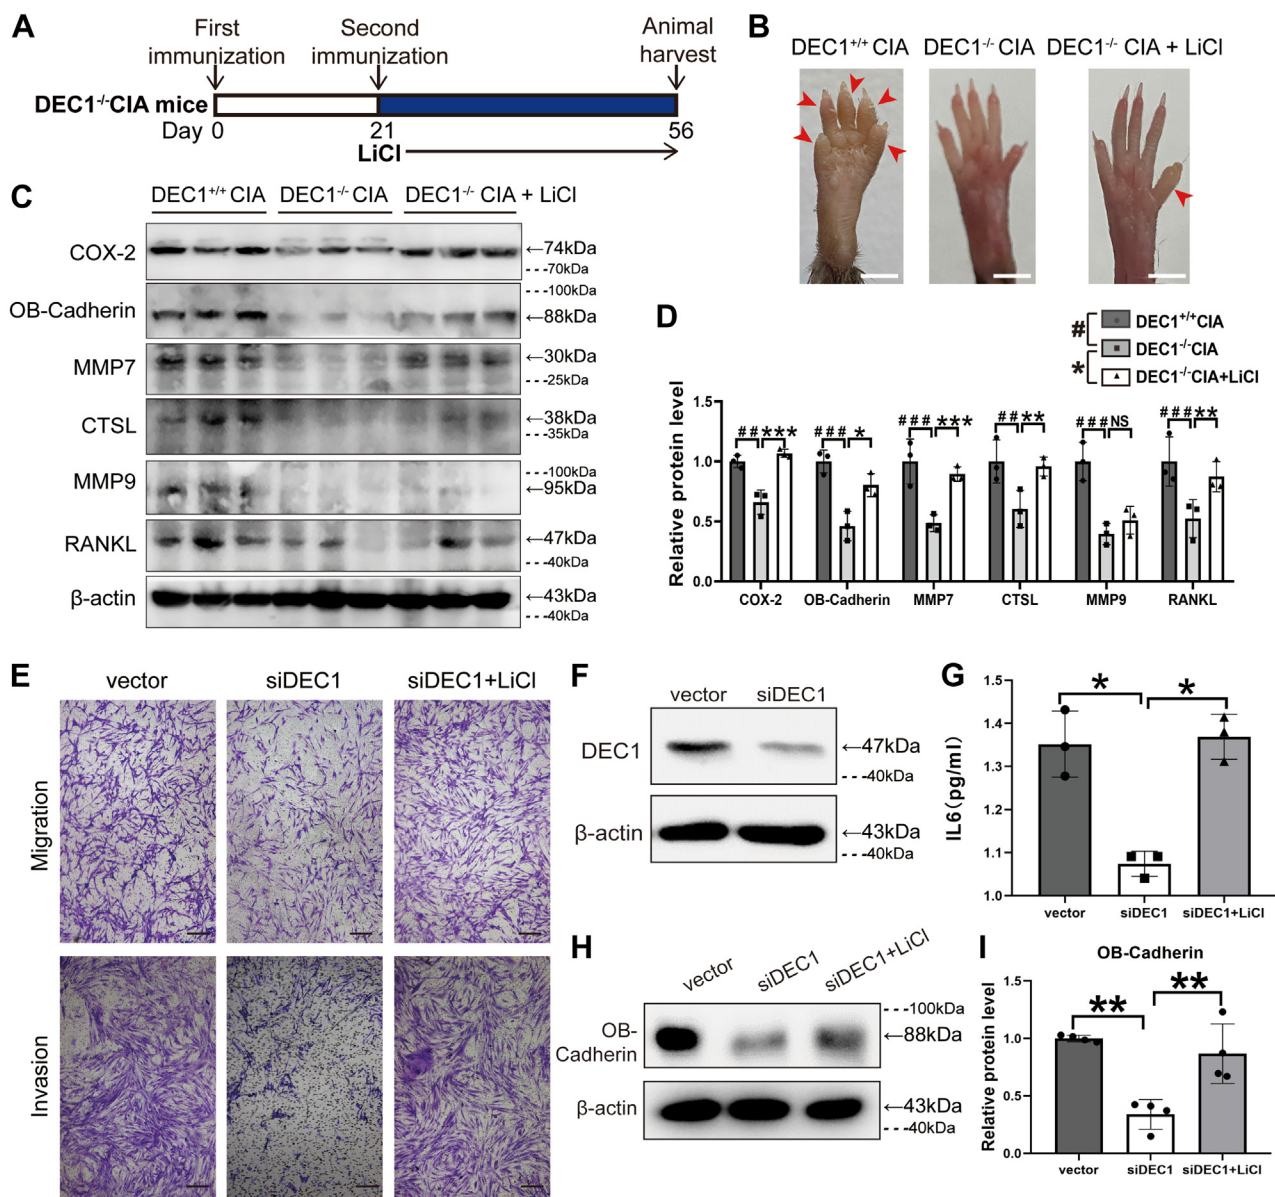 A
First immunization
Second immunization
Animal harvest
DEC1-/-CIA mice
Day 0
21
56
LiCl
B
DEC1+/+ CIA
DEC1-/- CIA
DEC1-/- CIA + LiCl
C
DEC1+/+ CIA
DEC1-/- CIA
DEC1-/- CIA + LiCl
COX-2
←74kDa
---70kDa
OB-Cadherin
---100kDa
←88kDa
MMP7
←30kDa
---25kDa
CTSL
←38kDa
---35kDa
MMP9
---100kDa
←95kDa
RANKL
←47kDa
---40kDa
β-actin
←43kDa
---40kDa
D
# DEC1+/+CIA
DEC1-/-CIA
* DEC1-/-CIA+LiCl
Relative protein level
1.5
1.0
0.5
0.0
## *** ### * ### *** ## ** ### NS ### **
COX-2 OB-Cadherin MMP7 CTSL MMP9 RANKL
E
vector siDEC1 siDEC1+LiCl
Migration
Invasion
F
vector siDEC1
DEC1
←47kDa
---40kDa
β-actin
←43kDa
---40kDa
G
IL6(pg/ml)
1.5
1.4
1.3
1.2
1.1
1.0
* *
vector siDEC1 siDEC1+LiCl
H
vector siDEC1 siDEC1+LiCl
OB-
Cadherin
---100kDa
←88kDa
β-actin
←43kDa
---40kDa
I
OB-Cadherin
Relative protein level
1.5
1.0
0.5
0.0
** **
vector siDEC1 siDEC1+LiCl